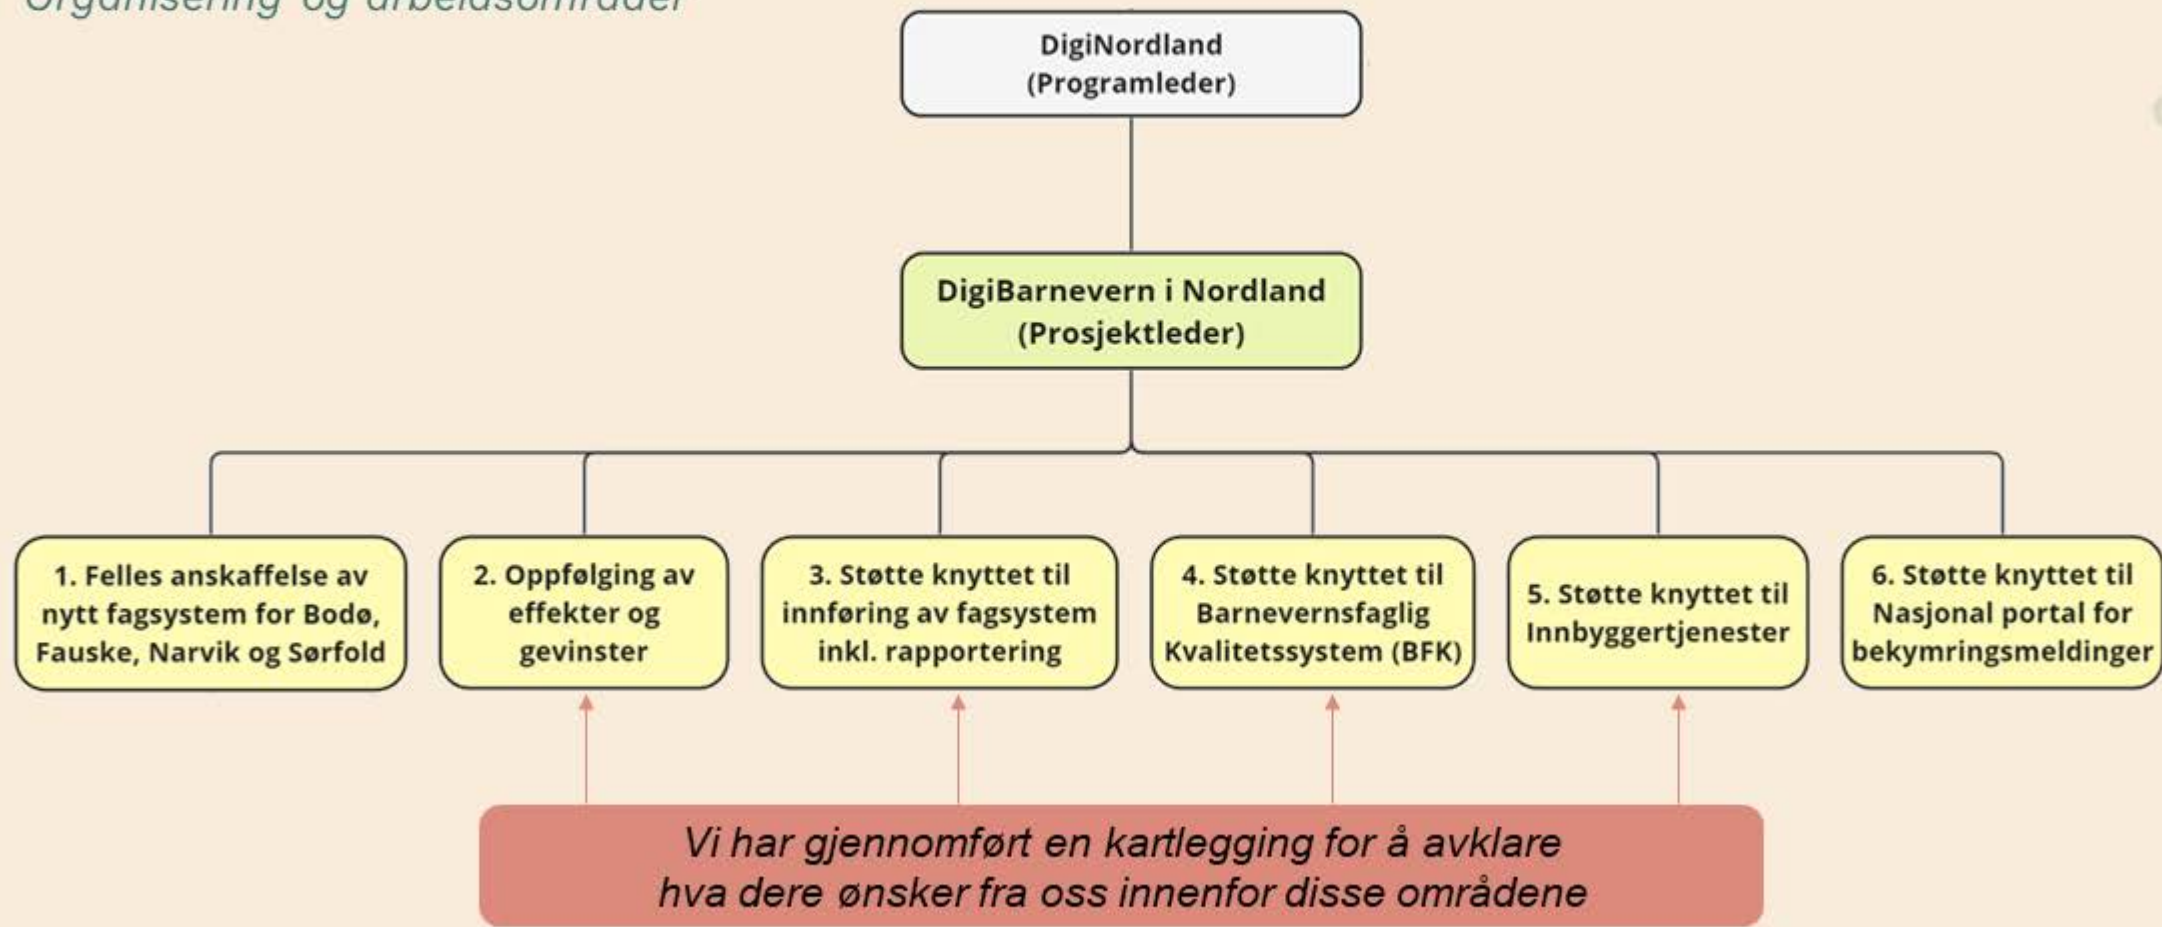 Organisering og arbeidsområder
DigiNordland
(Programleder)
DigiBarnevern i Nordland
(Prosjektleder)
1. Felles anskaffelse av
nytt fagsystem for Bodø,
Fauske, Narvik og Sørfold
2. Oppfølging av
effekter og
gevinster
3. Støtte knyttet til
innføring av fagsystem
inkl. rapportering
4. Støtte knyttet til
Barnevernsfaglig
Kvalitetssystem (BFK)
5. Støtte knyttet til
Innbyggertjenester
6. Støtte knyttet til
Nasjonal portal for
bekymringsmeldinger
Vi har gjennomført en kartlegging for å avklare
hva dere ønsker fra oss innenfor disse områdene